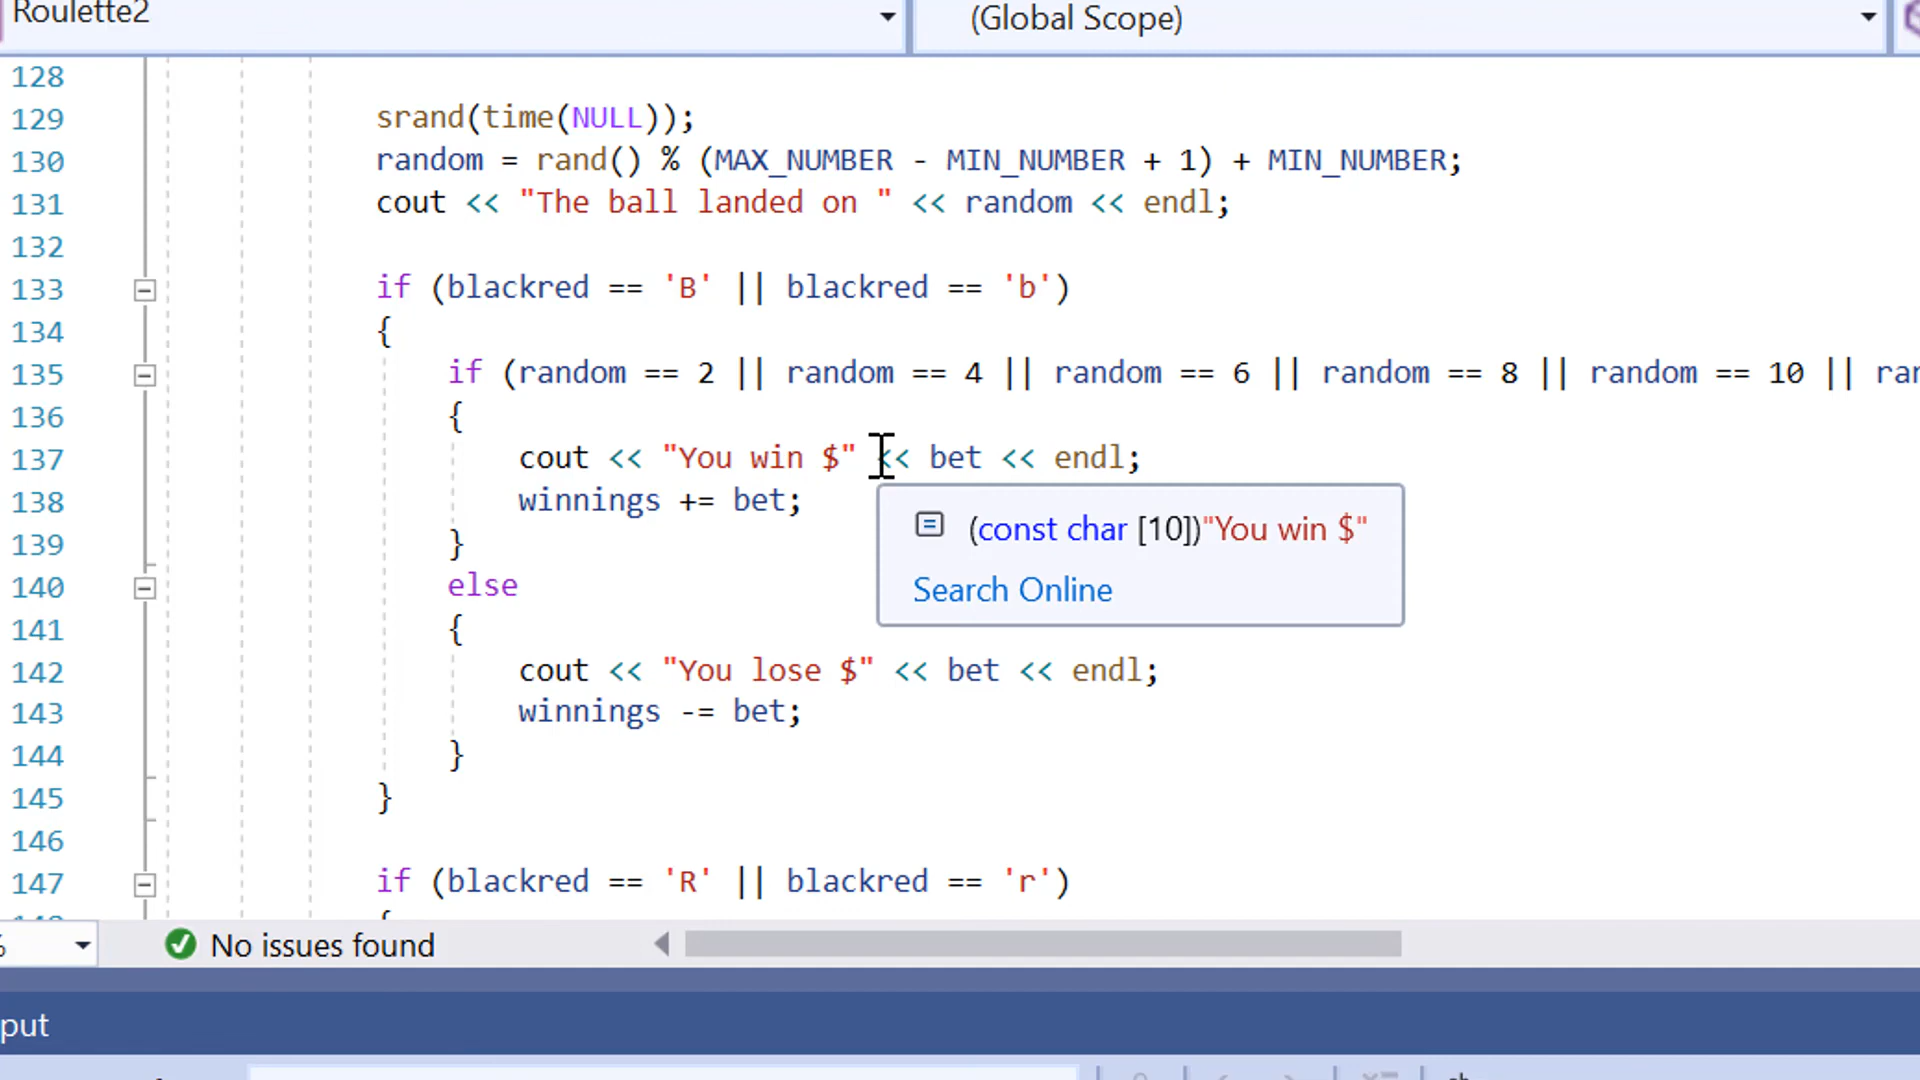 Roulette2
(Global Scope)
128
129 srand(time(NULL));
130 random = rand() % (MAX_NUMBER - MIN_NUMBER + 1) + MIN_NUMBER;
131 cout << "The ball landed on " << random << endl;
132
133 if (blackred == 'B' || blackred == 'b')
134 {
135 if (random == 2 || random == 4 || random == 6 || random == 8 || random == 10 ||
136 {
137 cout << "You win $" << bet << endl;
138 winnings += bet;
(const char [10])"You win $"
139 }
140 else
Search Online
141 {
142 cout << "You lose $" << bet << endl;
143 winnings -= bet;
144 }
145 }
146
147 if (blackred == 'R' || blackred == 'r')
{
No issues found
put